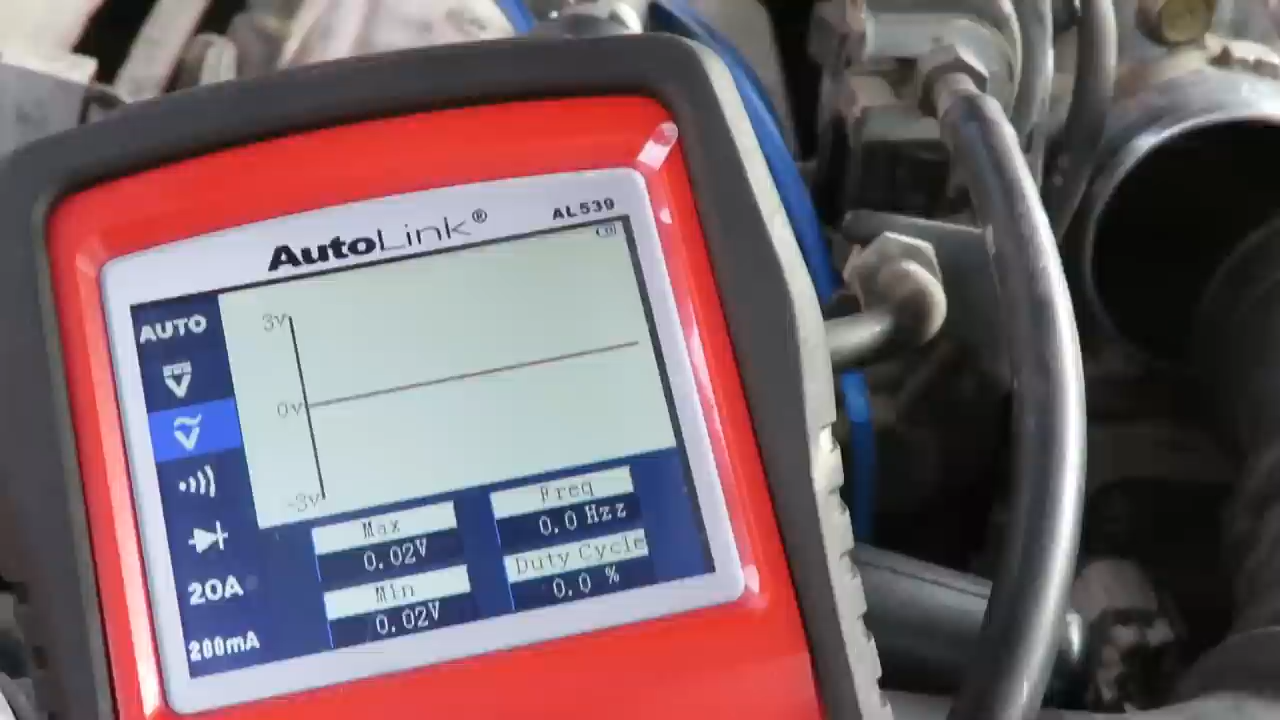 AutoLink®
AL539
AUTO
3v
0v
-3v
20A
200mA
Max
0.02V
Min
0.02V
Freq
0.0 Hzz
Duty Cycle
0.0 %